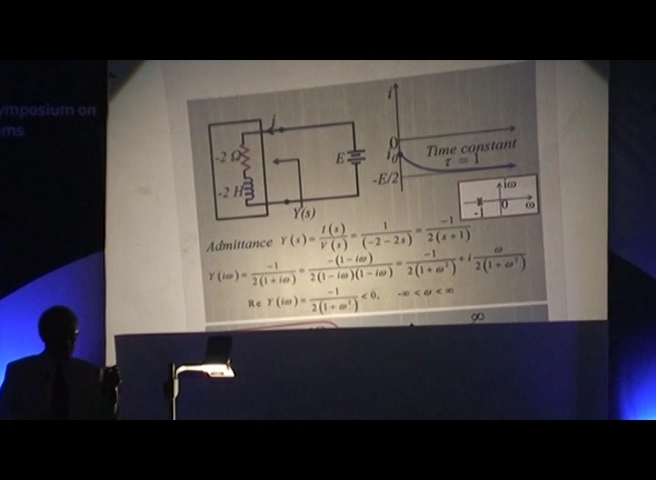 ymposium on
ms
i
i
-2 Ω
E
0
i₀
Time constant
τ = 1
-2 H
-E/2
iω
-1
0
ω
Y(s)
Admittance Y(s) = I(s)/V(s) = 1/(-2-2s) = -1/2(s+1)
Y(iω) = -1/2(1+iω) = -(1-iω)/2(1-iω)(1-iω) = -1/2(1+ω²) + i ω/2(1+ω²)
Re Y(iω) = -1/2(1+ω²) < 0, -∞ < ω < ∞
∞